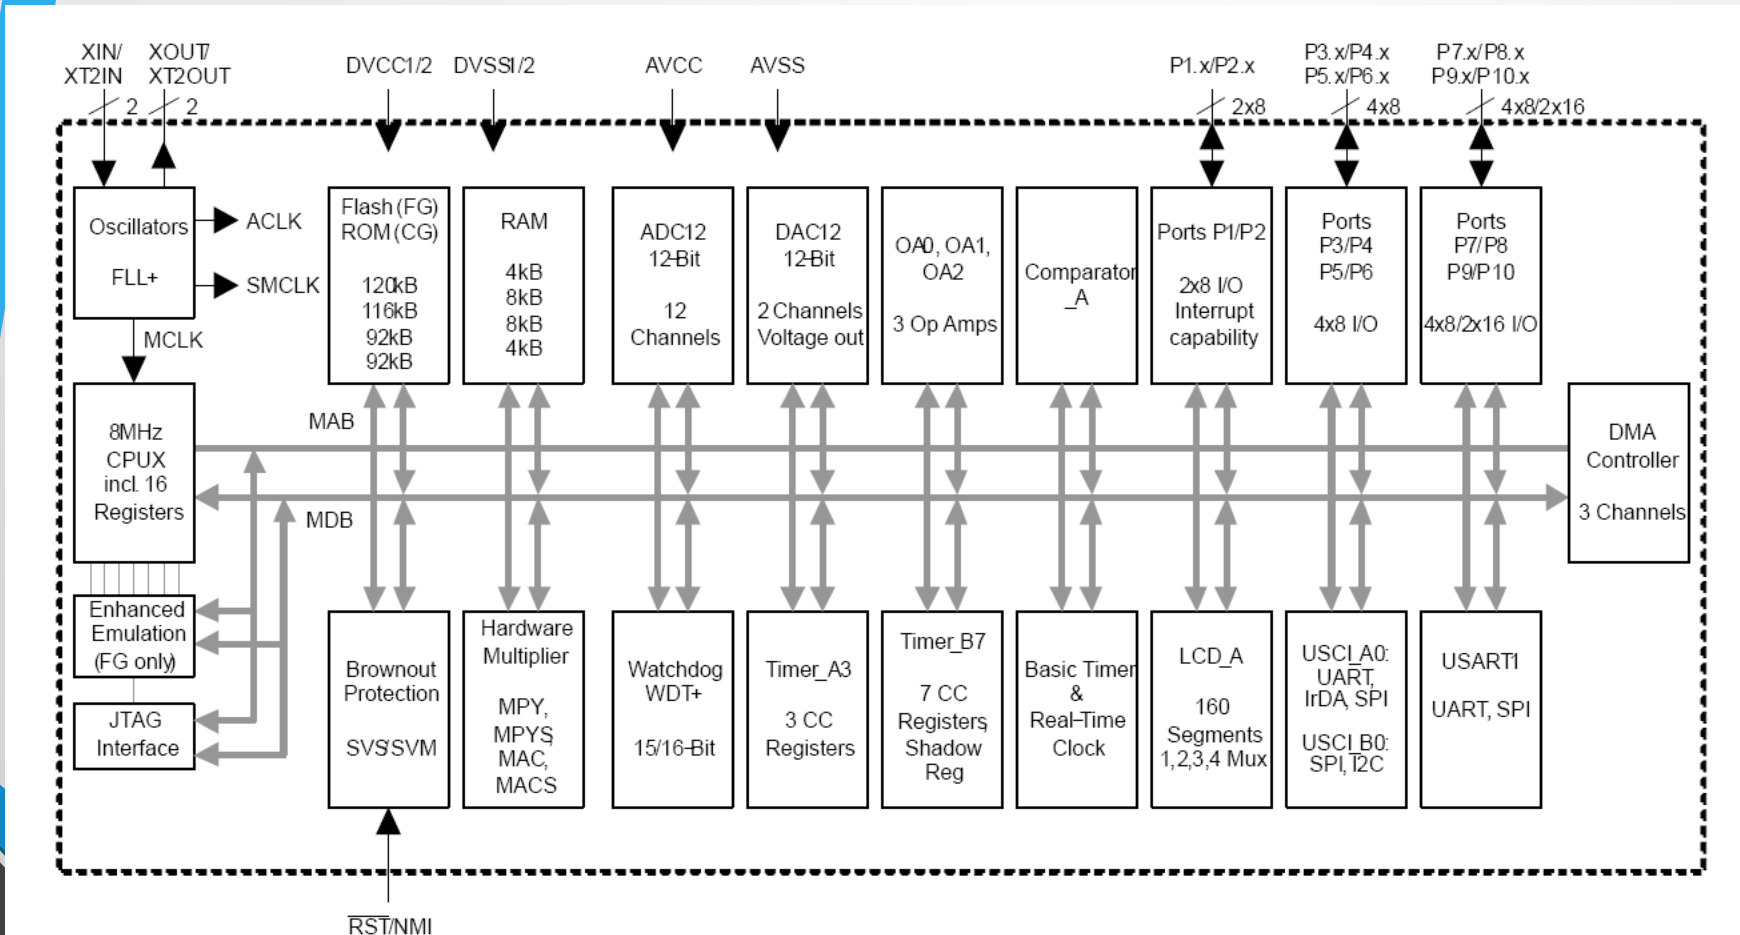 XIN/
XT2IN
XOUT/
XT2OUT
2
2
DVCC1/2
DVSS1/2
AVCC
AVSS
P1.x/P2.x
2x8
P3.x/P4.x
P5.x/P6.x
4x8
P7.x/P8.x
P9.x/P10.x
4x8/2x16
Oscillators
FLL+
ACLK
SMCLK
MCLK
Flash (FG)
ROM (CG)
120kB
116kB
92kB
92kB
RAM
4kB
8kB
8kB
4kB
ADC12
12-Bit
12
Channels
DAC12
12-Bit
2 Channels
Voltage out
OA0, OA1,
OA2
3 Op Amps
Comparator
_A
Ports P1/P2
2x8 I/O
Interrupt
capability
Ports
P3/P4
P5/P6
4x8 I/O
Ports
P7/P8
P9/P10
4x8/2x16 I/O
8MHz
CPUX
incl. 16
Registers
MAB
MDB
DMA
Controller
3 Channels
Enhanced
Emulation
(FG only)
JTAG
Interface
Brownout
Protection
SVS/SVM
Hardware
Multiplier
MPY,
MPYS,
MAC,
MACS
Watchdog
WDT+
15/16-Bit
Timer_A3
3 CC
Registers
Timer_B7
7 CC
Registers,
Shadow
Reg
Basic Timer
&
Real-Time
Clock
LCD_A
160
Segments
1,2,3,4 Mux
USCI_A0:
UART,
IrDA, SPI
USCI_B0:
SPI, I2C
USART1
UART, SPI
RST/NMI